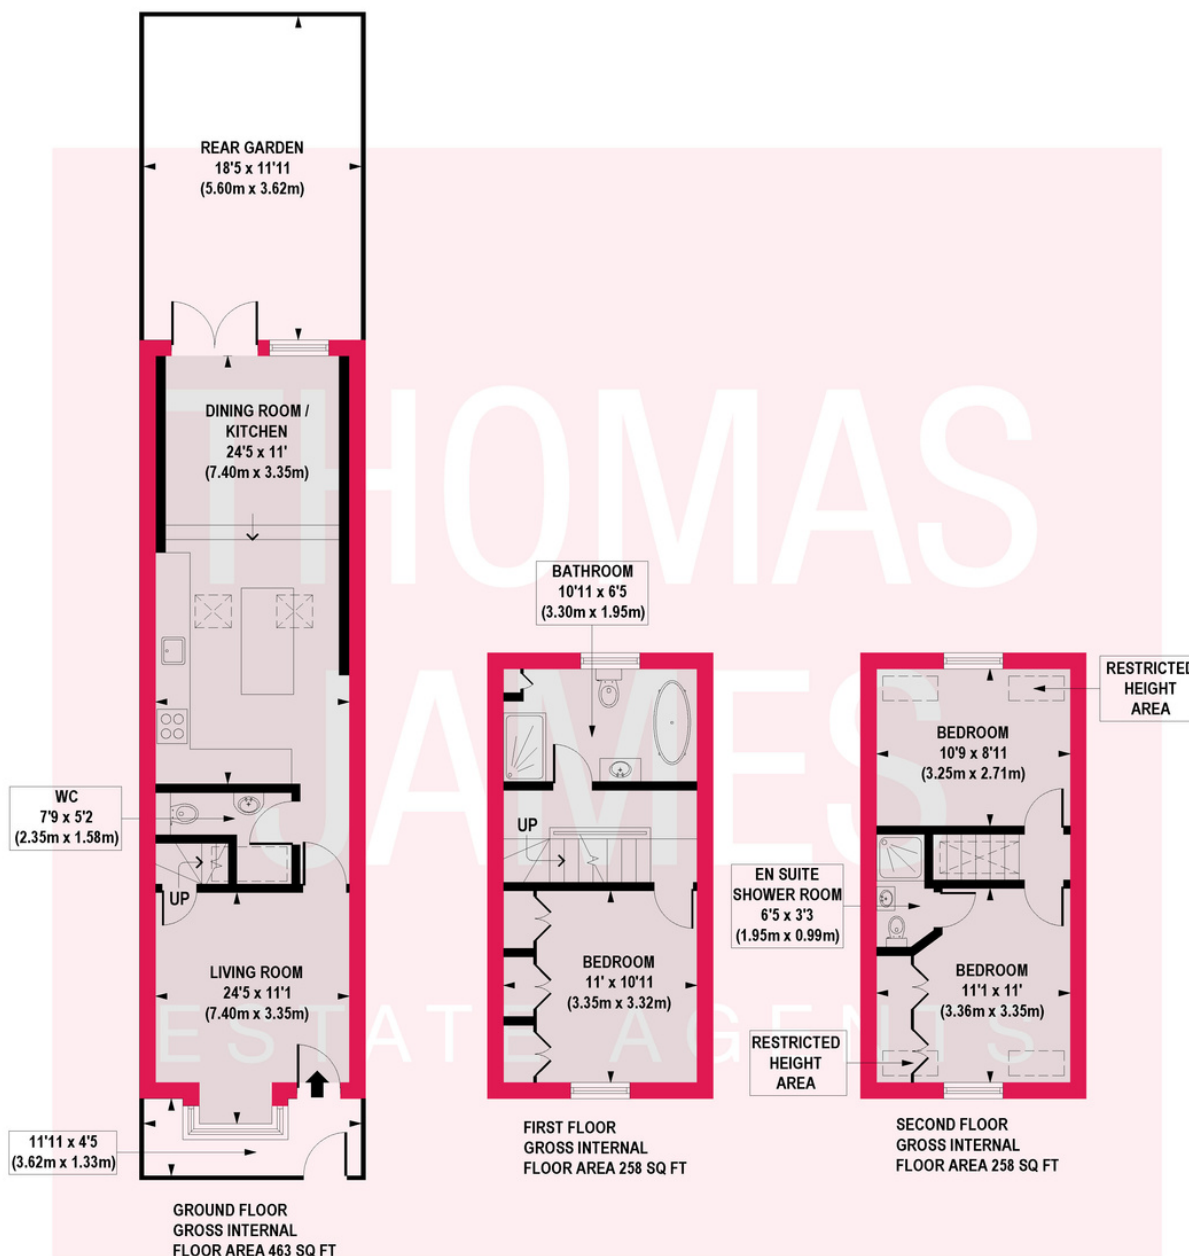 REAR GARDEN
18'5 x 11'11
(5.60m x 3.62m)
DINING ROOM /
KITCHEN
24'5 x 11'
(7.40m x 3.35m)
THOMAS
JAMES
ESTATE AGENTS
WC
7'9 x 5'2
(2.35m x 1.58m)
UP
LIVING ROOM
24'5 x 11'1
(7.40m x 3.35m)
11'11 x 4'5
(3.62m x 1.33m)
GROUND FLOOR
GROSS INTERNAL
FLOOR AREA 463 SQ FT
BATHROOM
10'11 x 6'5
(3.30m x 1.95m)
UP
BEDROOM
11' x 10'11
(3.35m x 3.32m)
FIRST FLOOR
GROSS INTERNAL
FLOOR AREA 258 SQ FT
RESTRICTED
HEIGHT
AREA
BEDROOM
10'9 x 8'11
(3.25m x 2.71m)
EN SUITE
SHOWER ROOM
6'5 x 3'3
(1.95m x 0.99m)
BEDROOM
11'1 x 11'
(3.36m x 3.35m)
RESTRICTED
HEIGHT
AREA
SECOND FLOOR
GROSS INTERNAL
FLOOR AREA 258 SQ FT